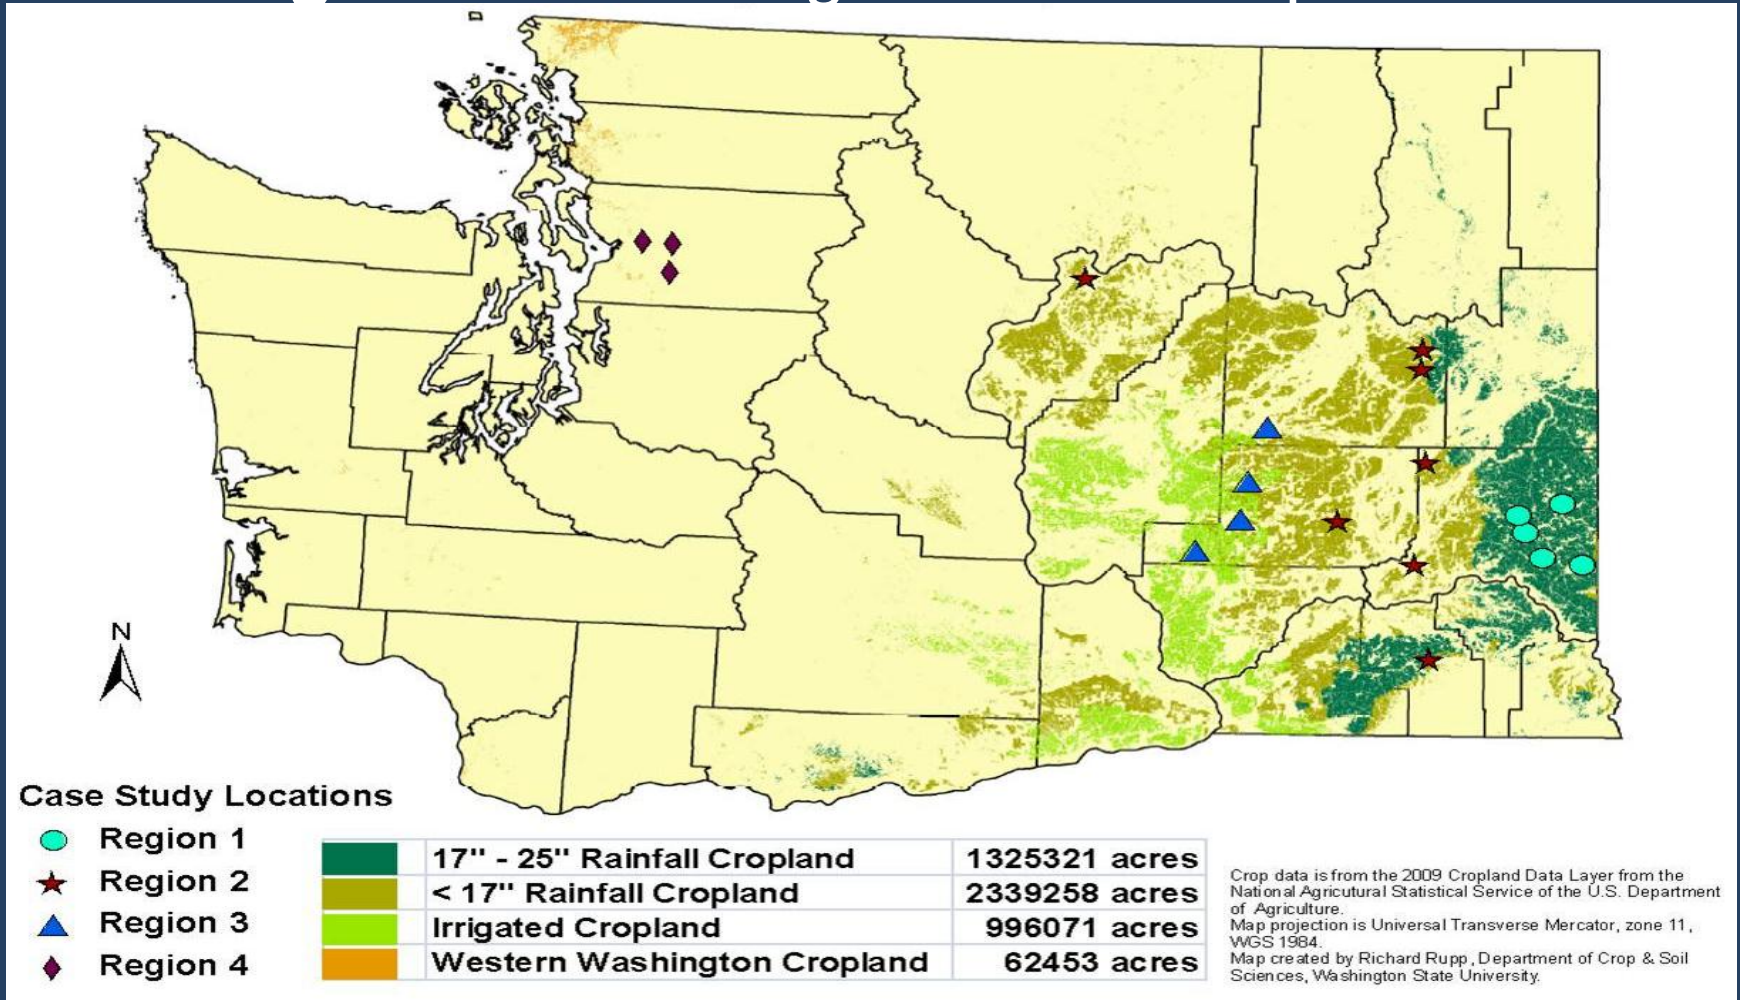 N
Case Study Locations
Region 1
Region 2
Region 3
Region 4
17" - 25" Rainfall Cropland 1325321 acres
< 17" Rainfall Cropland 2339258 acres
Irrigated Cropland 996071 acres
Western Washington Cropland 62453 acres
Crop data is from the 2009 Cropland Data Layer from the
National Agricutural Statistical Service of the U.S. Department
of Agriculture.
Map projection is Universal Transverse Mercator, zone 11,
WGS 1984.
Map created by Richard Rupp, Department of Crop & Soil
Sciences, Washington State University.